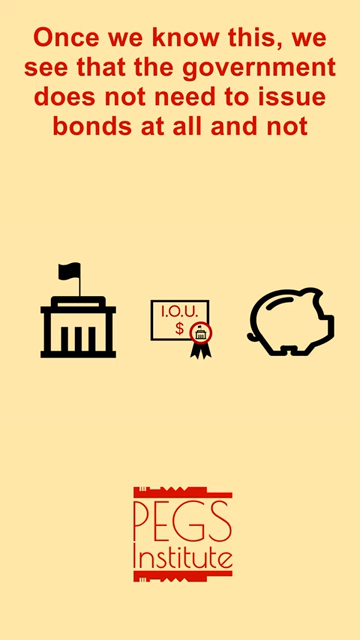 Once we know this, we
see that the government
does not need to issue
bonds at all and not
I.O.U.
$
PEGS
Institute